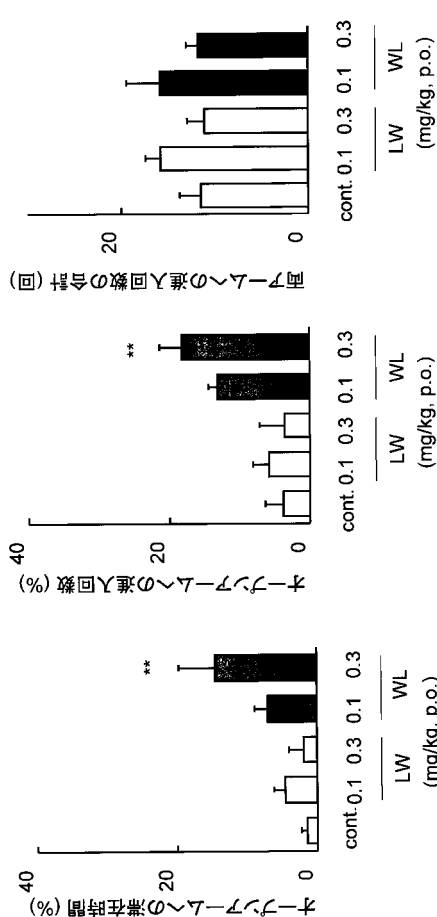 両アームへの進入回数の合計 (回)
20
0
cont. 0.1 0.3 0.1 0.3
LW WL
(mg/kg, p.o.)
オープンアームへの進入回数 (%)
40
20
0
**
cont. 0.1 0.3 0.1 0.3
LW WL
(mg/kg, p.o.)
オープンアームへの滞在時間 (%)
40
20
0
**
cont. 0.1 0.3 0.1 0.3
LW WL
(mg/kg, p.o.)